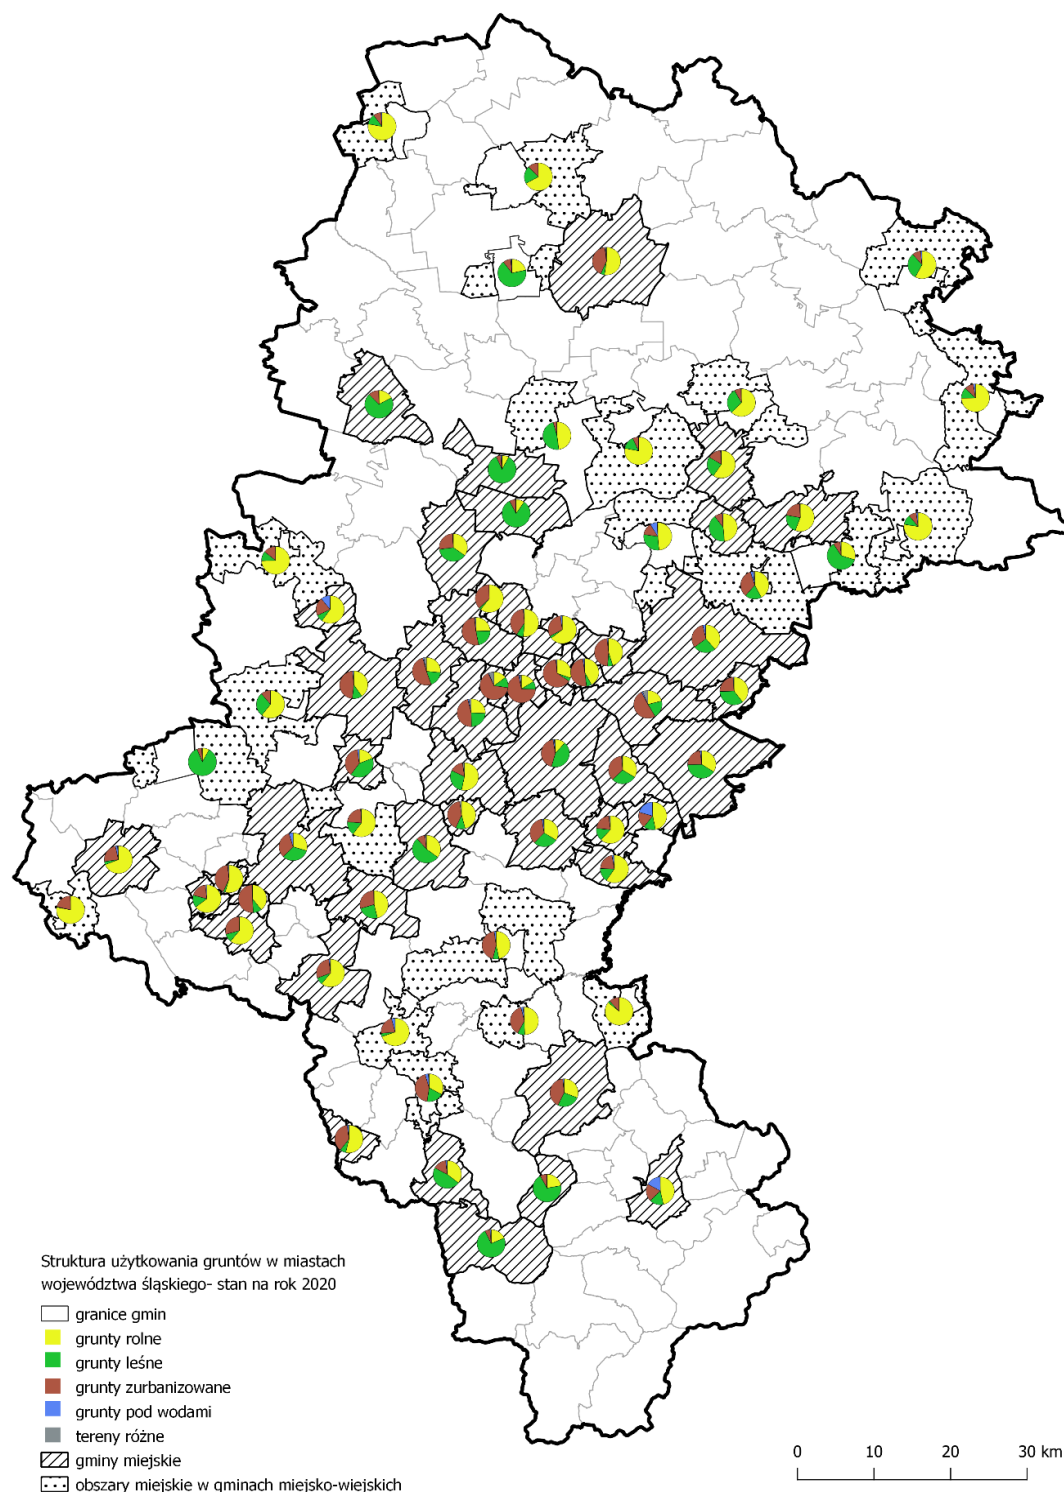 Struktura użytkowania gruntów w miastach
województwa śląskiego- stan na rok 2020
granice gmin
grunty rolne
grunty leśne
grunty zurbanizowane
grunty pod wodami
tereny różne
gminy miejskie
obszary miejskie w gminach miejsko-wiejskich
0 10 20 30 km